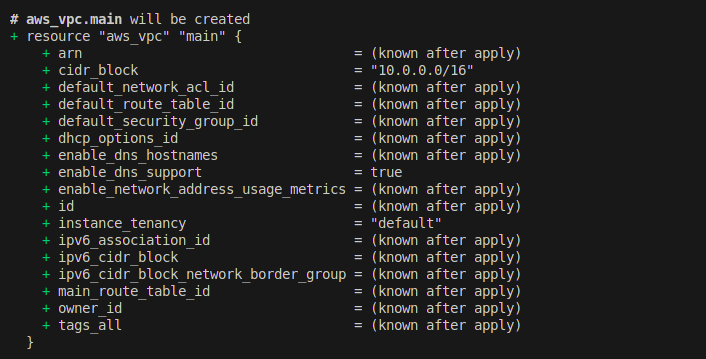 # aws_vpc.main will be created
+ resource "aws_vpc" "main" {
    + arn                                  = (known after apply)
    + cidr_block                           = "10.0.0.0/16"
    + default_network_acl_id               = (known after apply)
    + default_route_table_id               = (known after apply)
    + default_security_group_id            = (known after apply)
    + dhcp_options_id                      = (known after apply)
    + enable_dns_hostnames                 = (known after apply)
    + enable_dns_support                   = true
    + enable_network_address_usage_metrics = (known after apply)
    + id                                   = (known after apply)
    + instance_tenancy                     = "default"
    + ipv6_association_id                  = (known after apply)
    + ipv6_cidr_block                      = (known after apply)
    + ipv6_cidr_block_network_border_group = (known after apply)
    + main_route_table_id                  = (known after apply)
    + owner_id                             = (known after apply)
    + tags_all                             = (known after apply)
  }